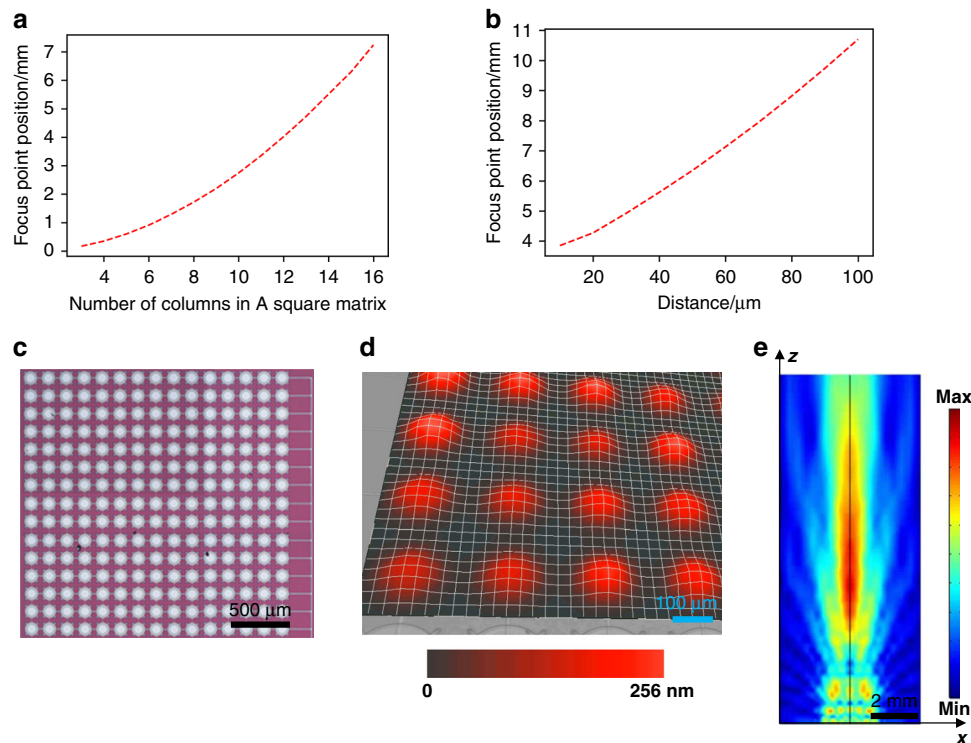 a
Focus point position/mm
7
6
5
4
3
2
1
0
4 6 8 10 12 14 16
Number of columns in A square matrix
b
Focus point position/mm
11
10
9
8
7
6
5
4
20 40 60 80 100
Distance/μm
c
500 μm
d
100 μm
0 256 nm
e
z
Max
Min
2 mm
x